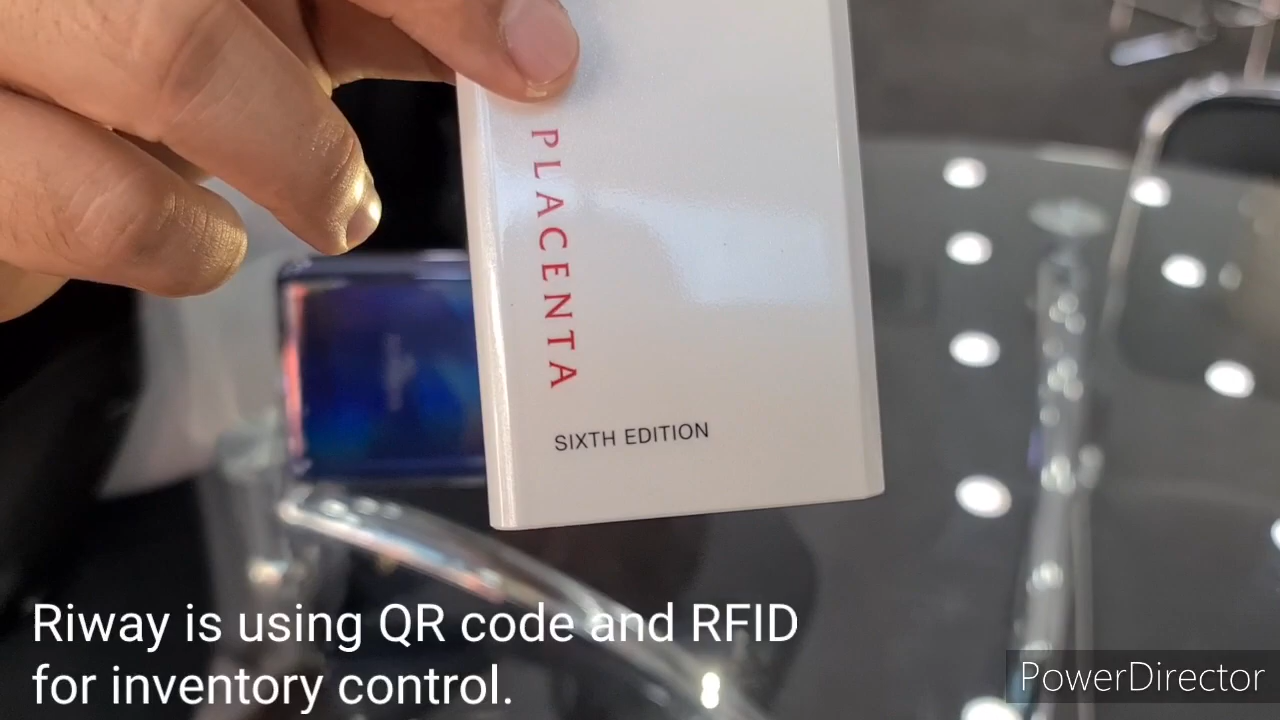 PLACENTA
SIXTH EDITION
Riway is using QR code and RFID
for inventory control.
PowerDirector